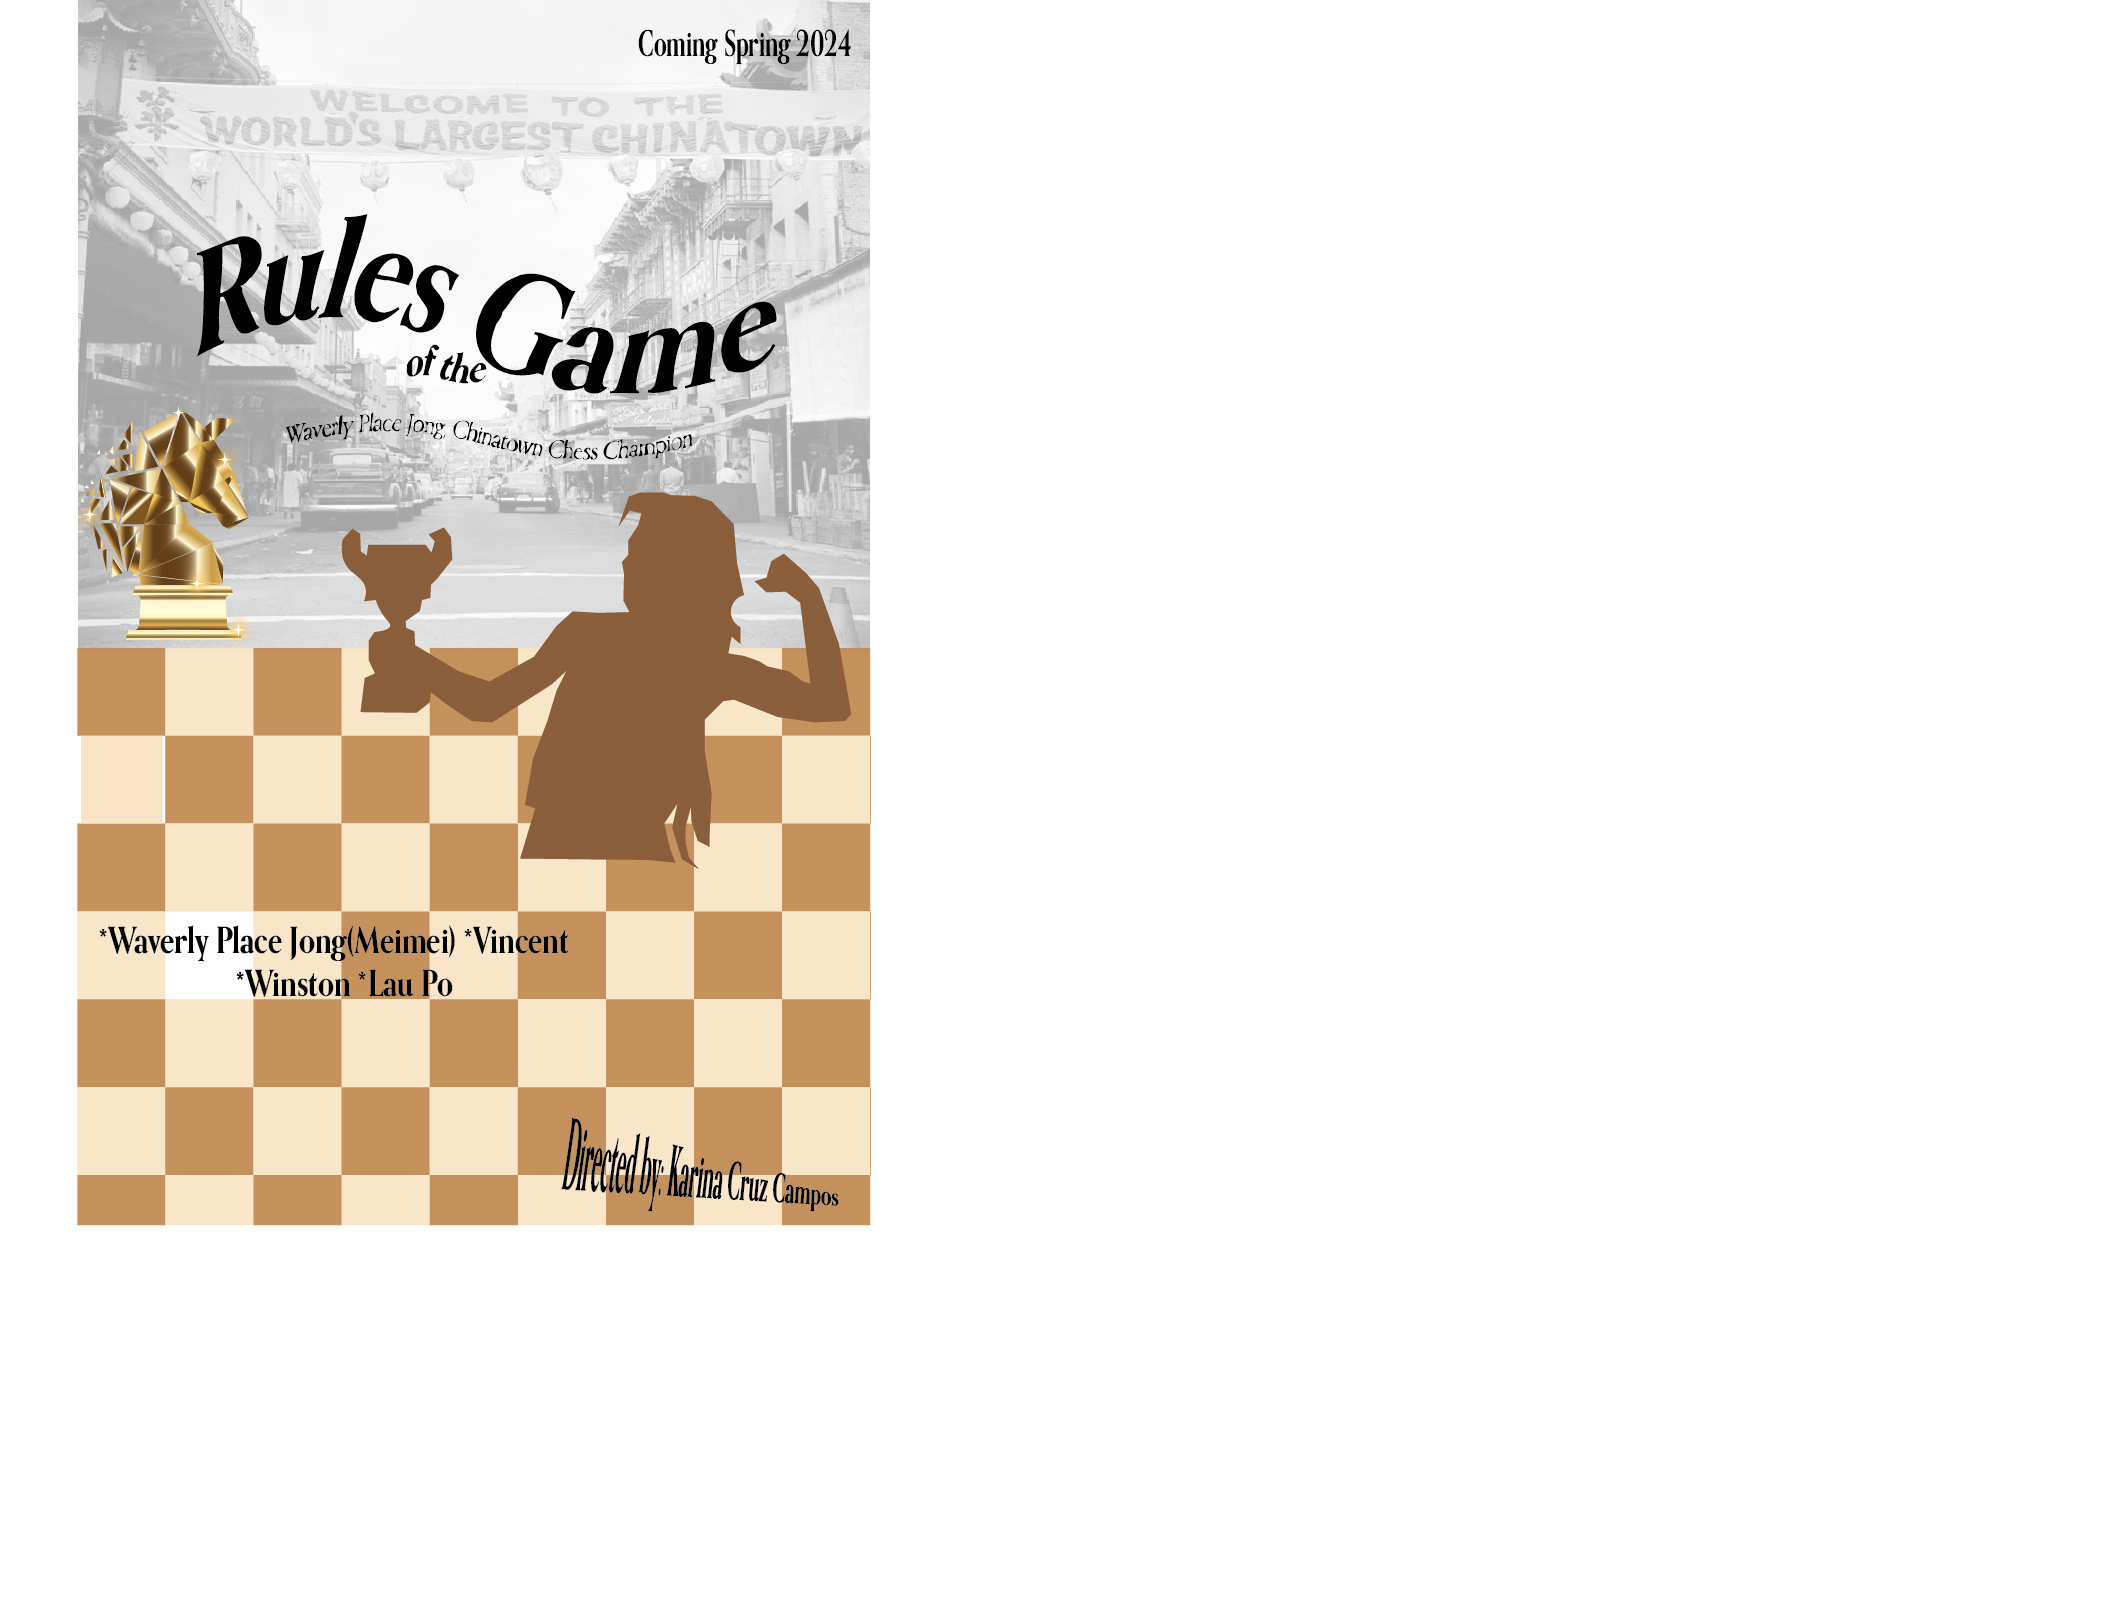 Coming Spring 2024
WELCOME TO THE
WORLD'S LARGEST CHINATOWN
Rules
of the Game
Waverly Place Jong, Chinatown Chess Champion
*Waverly Place Jong(Meimei) *Vincent
*Winston *Lau Po
Directed by: Karina Cruz Campos